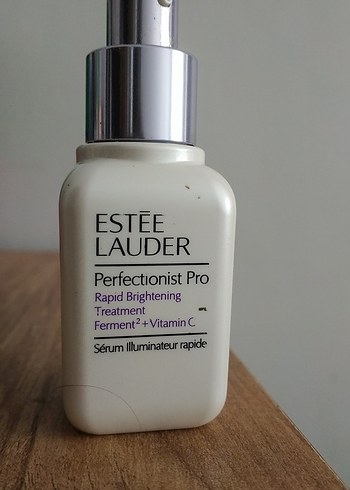 ESTĒE
LAUDER
Perfectionist Pro
Rapid Brightening
Treatment
Ferment² + Vitamin C
Sérum Illuminateur rapide